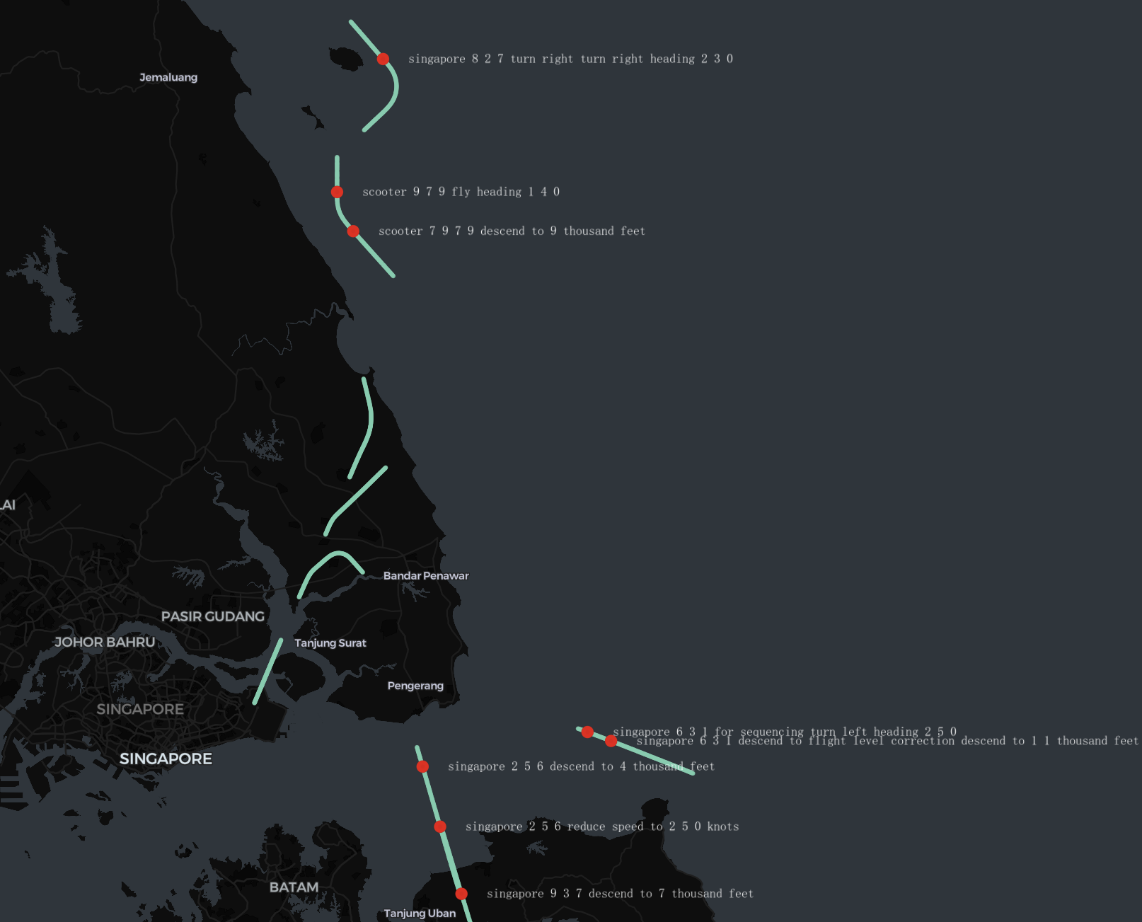 singapore 8 2 7 turn right turn right heading 2 3 0
Jemaluang
scooter 9 7 9 fly heading 1 4 0
scooter 7 9 7 9 descend to 9 thousand feet
LAI
Bandar Penawar
PASIR GUDANG
JOHOR BAHRU
Tanjung Surat
Pengerang
SINGAPORE
singapore 6 3 1 for sequencing turn left heading 2 5 0
singapore 6 3 1 descend to flight level correction descend to 1 1 thousand feet
SINGAPORE
singapore 2 5 6 descend to 4 thousand feet
singapore 2 5 6 reduce speed to 2 5 0 knots
BATAM
singapore 9 3 7 descend to 7 thousand feet
Tanjung Uban